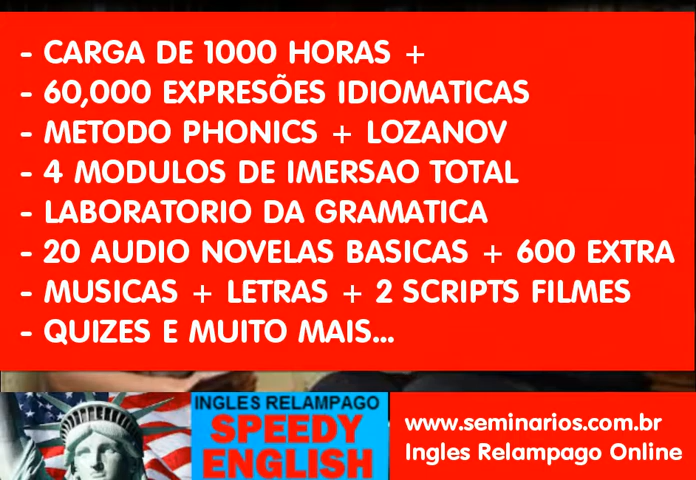 - CARGA DE 1000 HORAS +
- 60,000 EXPRESÕES IDIOMATICAS
- METODO PHONICS + LOZANOV
- 4 MODULOS DE IMERSAO TOTAL
- LABORATORIO DA GRAMATICA
- 20 AUDIO NOVELAS BASICAS + 600 EXTRA
- MUSICAS + LETRAS + 2 SCRIPTS FILMES
- QUIZES E MUITO MAIS...
INGLES RELAMPAGO
SPEEDY
ENGLISH
www.seminarios.com.br
Ingles Relampago Online